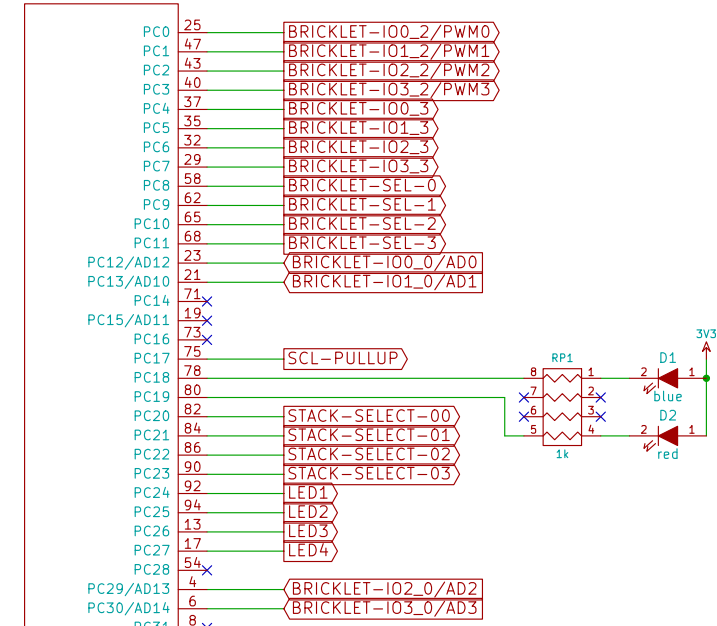 PC0 25 BRICKLET-IO0_2/PWM0
PC1 47 BRICKLET-IO1_2/PWM1
PC2 43 BRICKLET-IO2_2/PWM2
PC3 40 BRICKLET-IO3_2/PWM3
PC4 37 BRICKLET-IO0_3
PC5 35 BRICKLET-IO1_3
PC6 32 BRICKLET-IO2_3
PC7 29 BRICKLET-IO3_3
PC8 58 BRICKLET-SEL-0
PC9 62 BRICKLET-SEL-1
PC10 65 BRICKLET-SEL-2
PC11 68 BRICKLET-SEL-3
PC12/AD12 23 BRICKLET-IO0_0/AD0
PC13/AD10 21 BRICKLET-IO1_0/AD1
PC14 71
PC15/AD11 19
PC16 73
3V3
PC17 75 SCL-PULLUP
RP1 D1
PC18 78 8 1 2 1
PC19 80 7 2 blue
PC20 82 STACK-SELECT-00 6 3 D2
PC21 84 STACK-SELECT-01 5 4 2 1
PC22 86 STACK-SELECT-02 1k red
PC23 90 STACK-SELECT-03
PC24 92 LED1
PC25 94 LED2
PC26 13 LED3
PC27 17 LED4
PC28 54
PC29/AD13 4 BRICKLET-IO2_0/AD2
PC30/AD14 6 BRICKLET-IO3_0/AD3
PC31 8